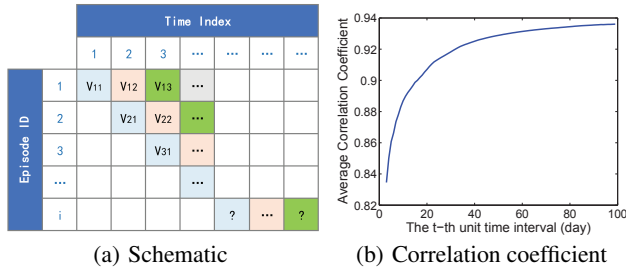 Time Index
1 2 3 … … … …
Episode ID
1 V11 V12 V13 …
2 V21 V22 …
3 V31 …
… …
i ? … ?
(a) Schematic
Average Correlation Coefficient
0.94
0.92
0.9
0.88
0.86
0.84
0.82
0 20 40 60 80 100
The t-th unit time interval (day)
(b) Correlation coefficient